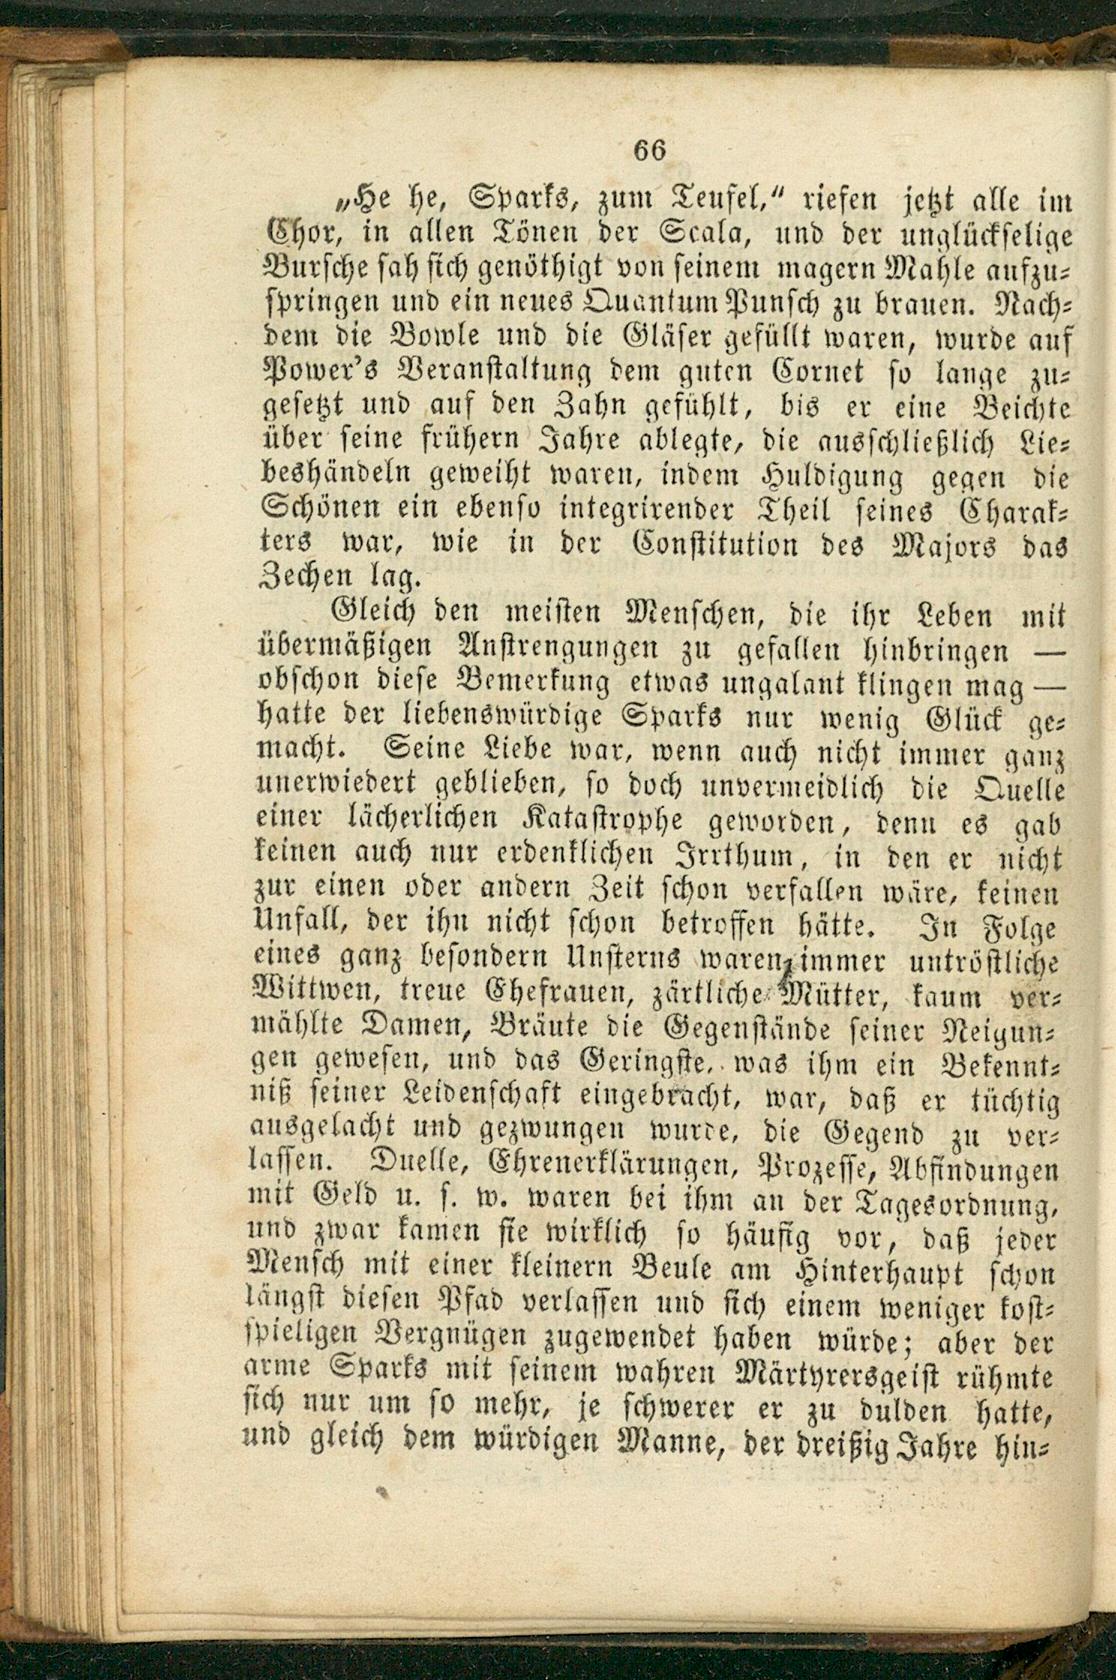 66
„He he, Sparks, zum Teufel,“ riefen jetzt alle im
Chor, in allen Tönen der Scala, und der unglückselige
Bursche sah sich genöthigt von seinem magern Mahle aufzu-
springen und ein neues Quantum Punsch zu brauen. Nach-
dem die Bowle und die Gläser gefüllt waren, wurde auf
Power's Veranstaltung dem guten Cornet so lange zu-
gesetzt und auf den Zahn gefühlt, bis er eine Beichte
über seine frühern Jahre ablegte, die ausschließlich Lie-
beshändeln geweiht waren, indem Huldigung gegen die
Schönen ein ebenso integrirender Theil seines Charak-
ters war, wie in der Constitution des Majors das
Zechen lag.
Gleich den meisten Menschen, die ihr Leben mit
übermäßigen Anstrengungen zu gefallen hinbringen —
obschon diese Bemerkung etwas ungalant klingen mag —
hatte der liebenswürdige Sparks nur wenig Glück ge-
macht. Seine Liebe war, wenn auch nicht immer ganz
unerwiedert geblieben, so doch unvermeidlich die Quelle
einer lächerlichen Katastrophe geworden, denn es gab
keinen auch nur erdenklichen Irrthum, in den er nicht
zur einen oder andern Zeit schon verfallen wäre, keinen
Unfall, der ihn nicht schon betroffen hätte. In Folge
eines ganz besondern Unsterns waren immer untröstliche
Wittwen, treue Ehefrauen, zärtliche Mütter, kaum ver-
mählte Damen, Bräute die Gegenstände seiner Neigun-
gen gewesen, und das Geringste, was ihm ein Bekennt-
niß seiner Leidenschaft eingebracht, war, daß er tüchtig
ausgelacht und gezwungen wurde, die Gegend zu ver-
lassen. Duelle, Ehrenerklärungen, Prozesse, Abfindungen
mit Geld u. s. w. waren bei ihm an der Tagesordnung,
und zwar kamen sie wirklich so häufig vor, daß jeder
Mensch mit einer kleinern Beule am Hinterhaupt schon
längst diesen Pfad verlassen und sich einem weniger kost-
spieligen Vergnügen zugewendet haben würde; aber der
arme Sparks mit seinem wahren Märtyrersgeist rühmte
sich nur um so mehr, je schwerer er zu dulden hatte,
und gleich dem würdigen Manne, der dreißig Jahre hin-